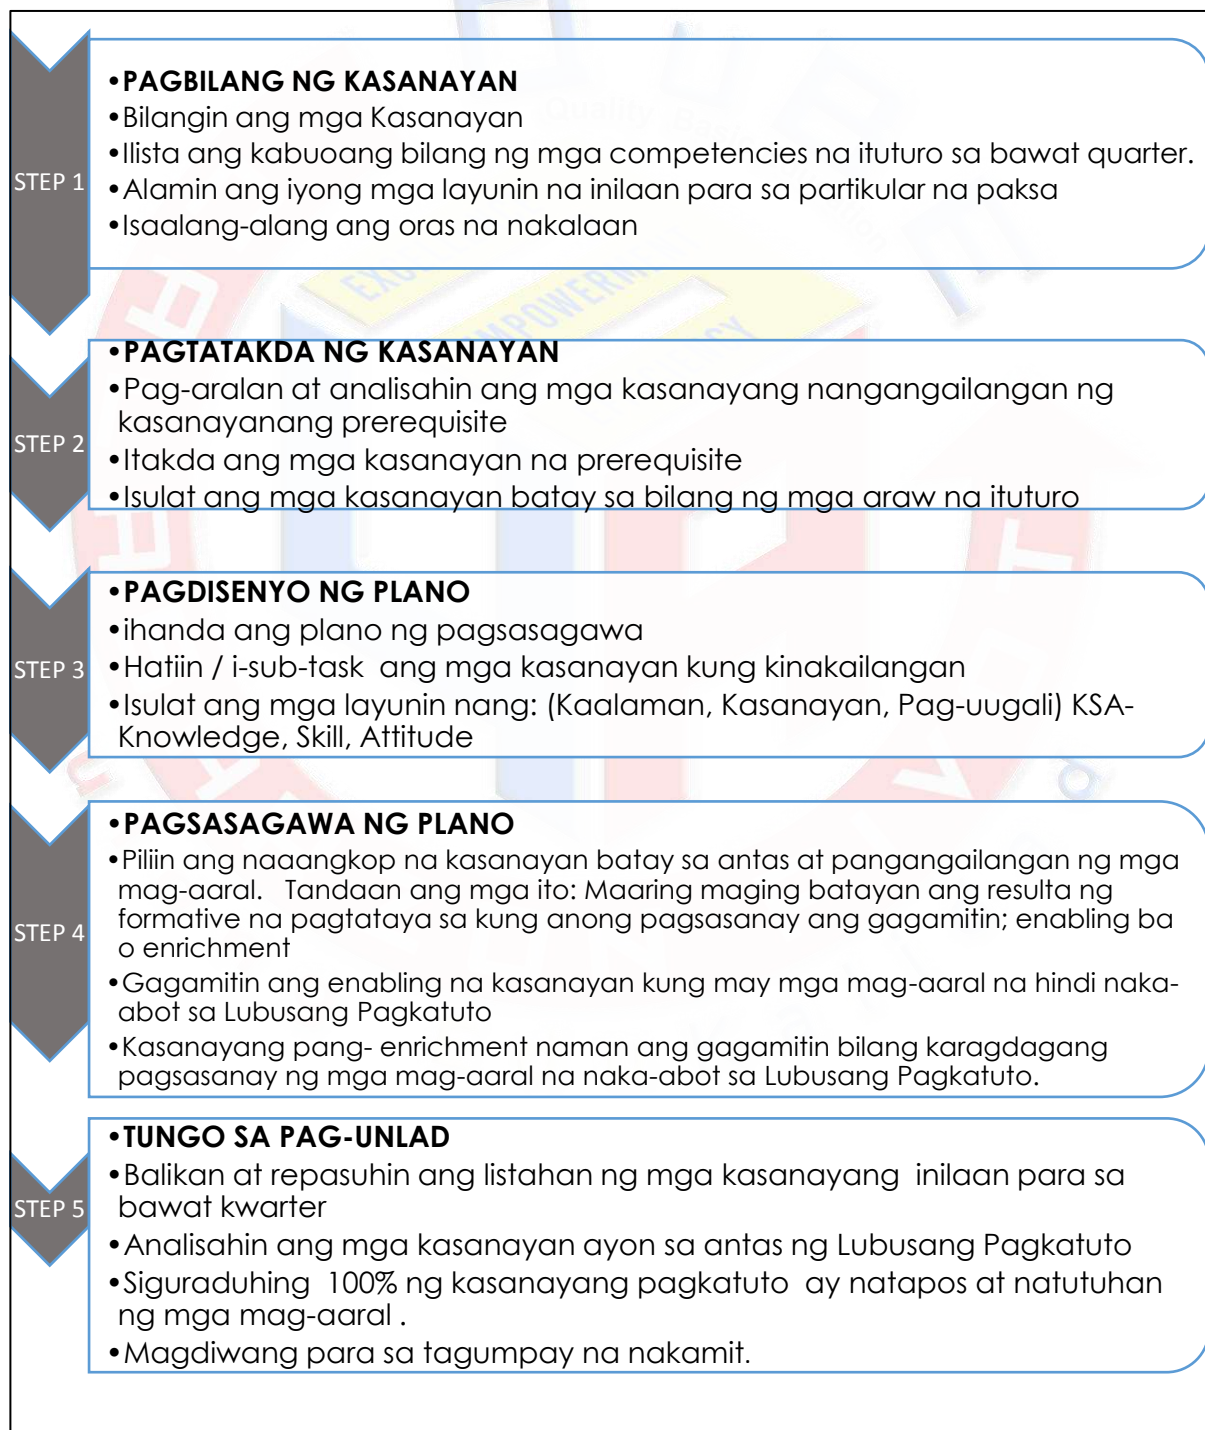 STEP 1
•PAGBILANG NG KASANAYAN
•Bilangin ang mga Kasanayan
•Ilista ang kabuoang bilang ng mga competencies na ituturo sa bawat quarter.
•Alamin ang iyong mga layunin na inilaan para sa partikular na paksa
•Isaalang-alang ang oras na nakalaan
STEP 2
•PAGTATAKDA NG KASANAYAN
•Pag-aralan at analisahin ang mga kasanayang nangangailangan ng
kasanayanang prerequisite
•Itakda ang mga kasanayan na prerequisite
•Isulat ang mga kasanayan batay sa bilang ng mga araw na ituturo
STEP 3
•PAGDISENYO NG PLANO
•ihanda ang plano ng pagsasagawa
•Hatiin / i-sub-task ang mga kasanayan kung kinakailangan
•Isulat ang mga layunin nang: (Kaalaman, Kasanayan, Pag-uugali) KSA-
Knowledge, Skill, Attitude
STEP 4
•PAGSASAGAWA NG PLANO
•Piliin ang naaangkop na kasanayan batay sa antas at pangangailangan ng mga
mag-aaral. Tandaan ang mga ito: Maaring maging batayan ang resulta ng
formative na pagtataya sa kung anong pagsasanay ang gagamitin; enabling ba
o enrichment
•Gagamitin ang enabling na kasanayan kung may mga mag-aaral na hindi naka-
abot sa Lubusang Pagkatuto
•Kasanayang pang- enrichment naman ang gagamitin bilang karagdagang
pagsasanay ng mga mag-aaral na naka-abot sa Lubusang Pagkatuto.
STEP 5
•TUNGO SA PAG-UNLAD
•Balikan at repasuhin ang listahan ng mga kasanayang inilaan para sa
bawat kwarter
•Analisahin ang mga kasanayan ayon sa antas ng Lubusang Pagkatuto
•Siguraduhing 100% ng kasanayang pagkatuto ay natapos at natutuhan
ng mga mag-aaral .
•Magdiwang para sa tagumpay na nakamit.